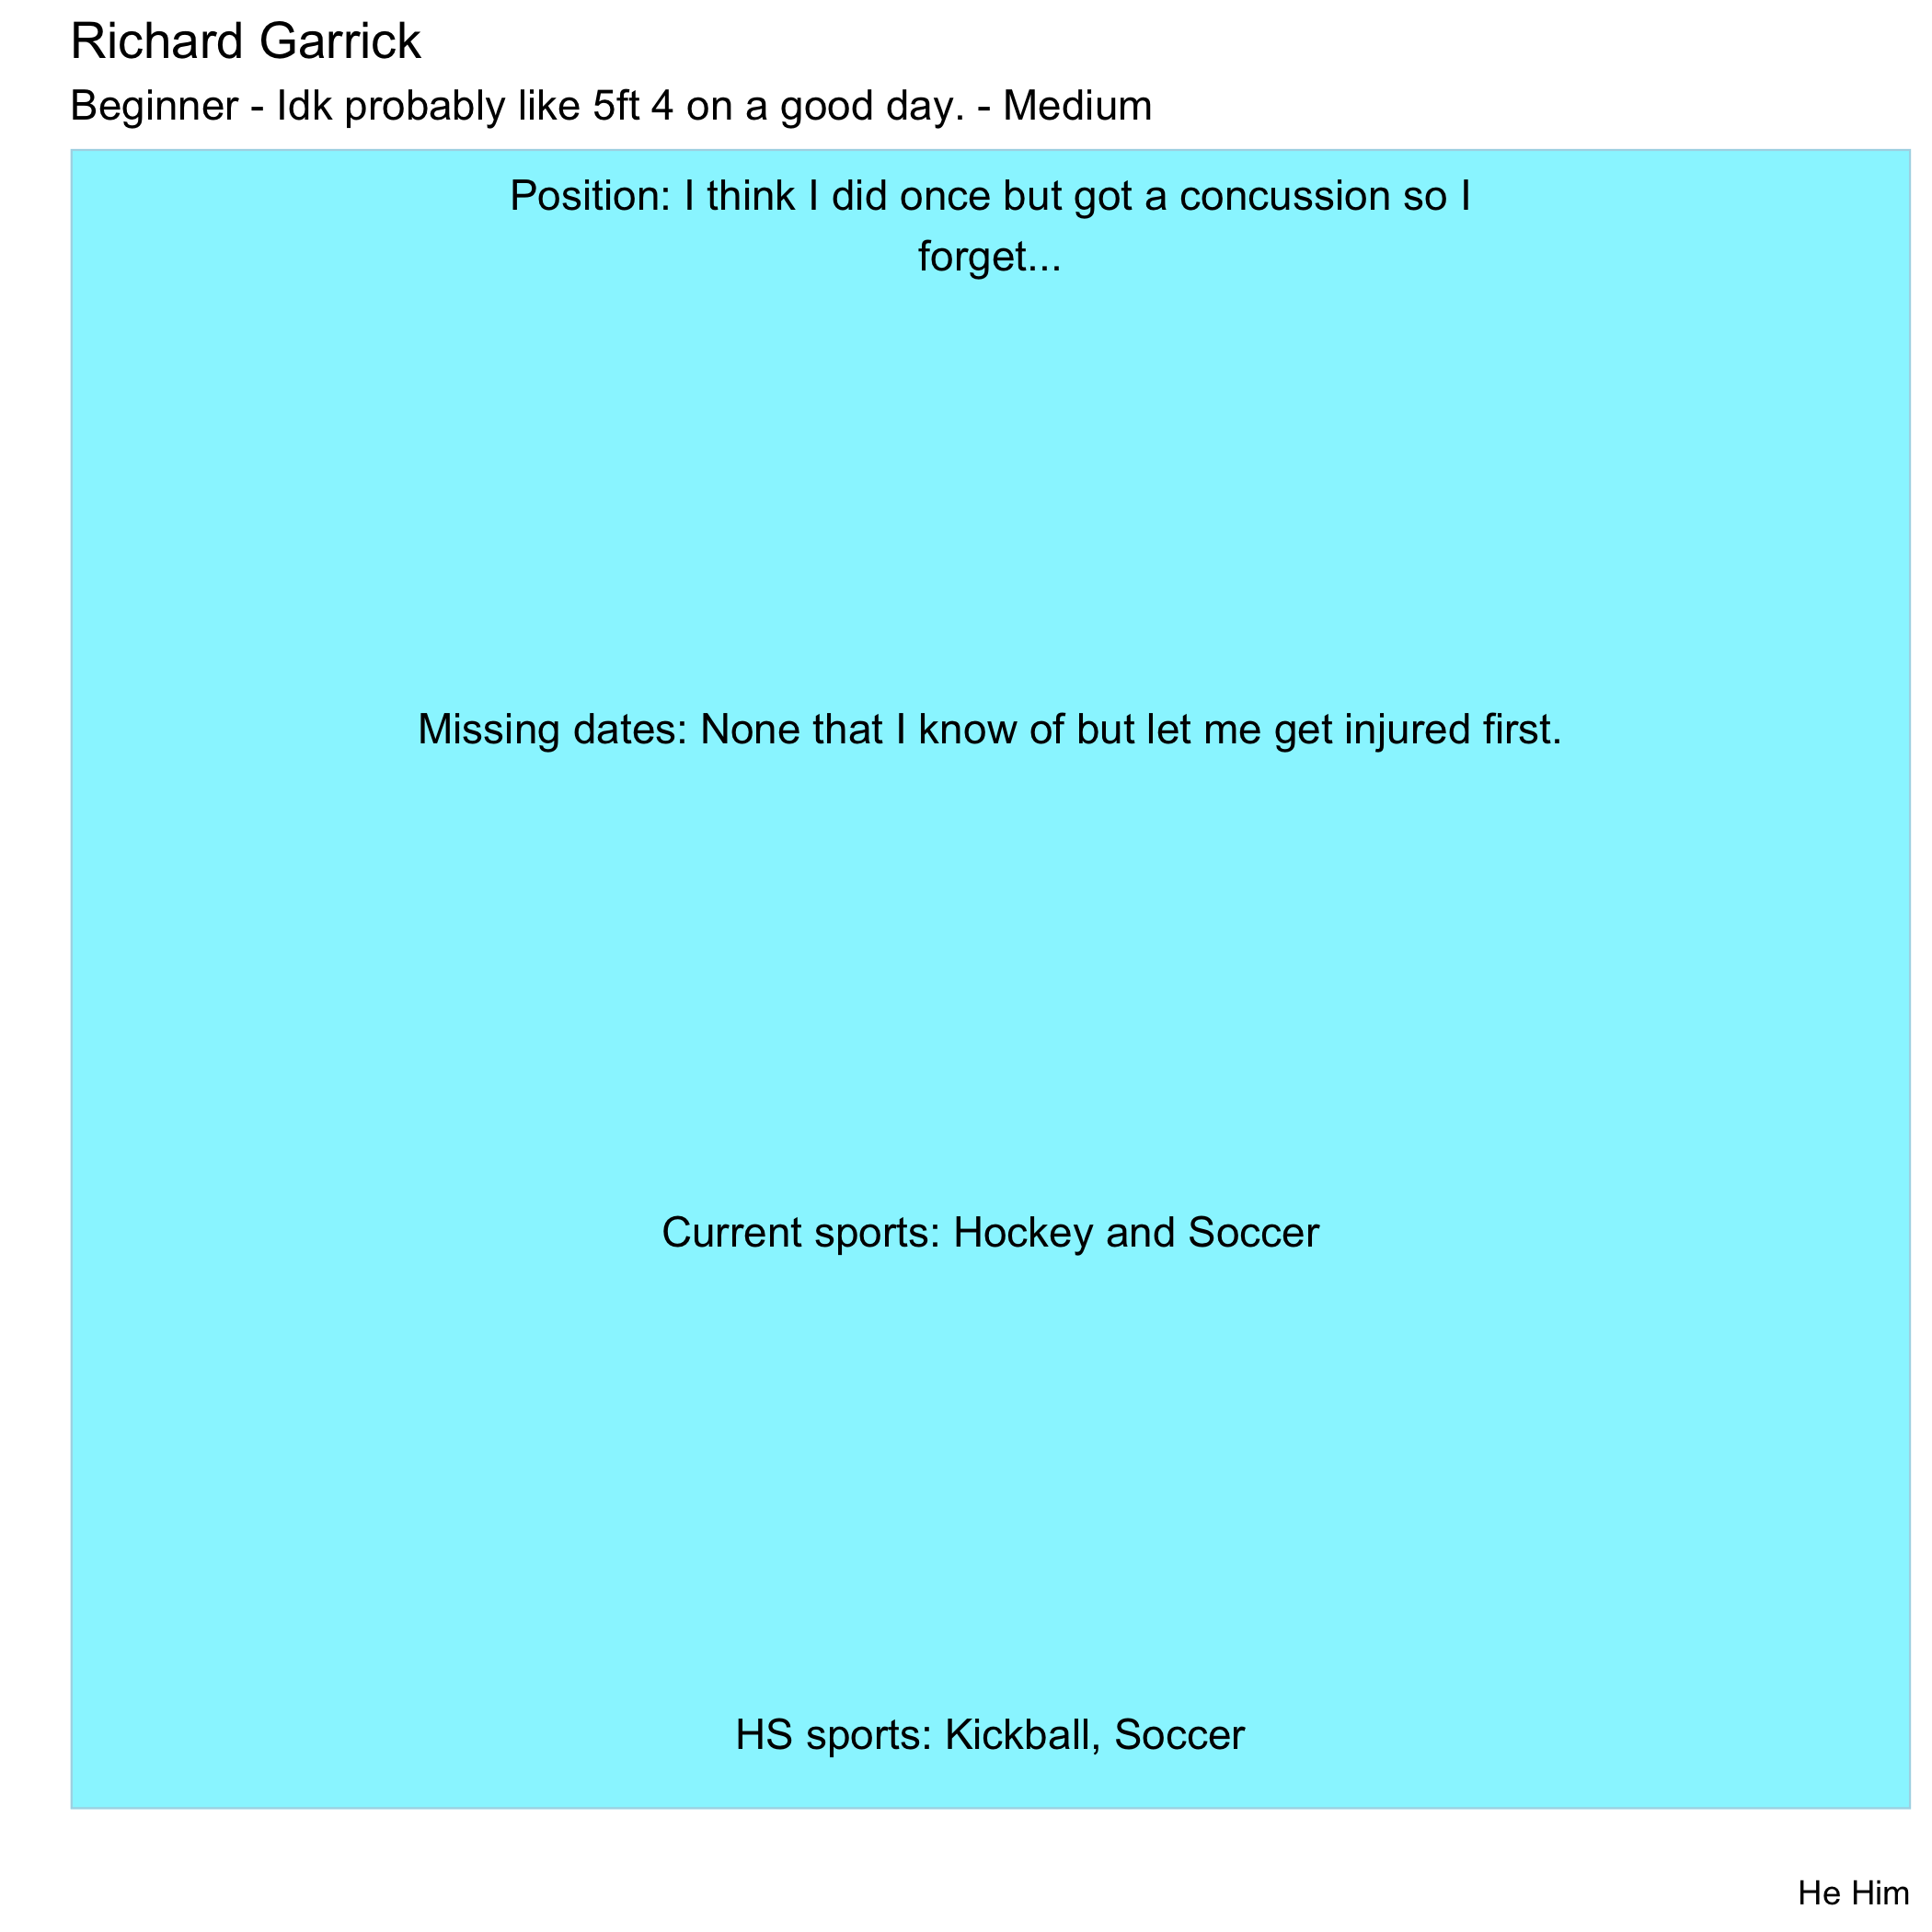 Richard Garrick
Beginner - Idk probably like 5ft 4 on a good day. - Medium
Position: I think I did once but got a concussion so I
forget...
Missing dates: None that I know of but let me get injured first.
Current sports: Hockey and Soccer
HS sports: Kickball, Soccer
He Him